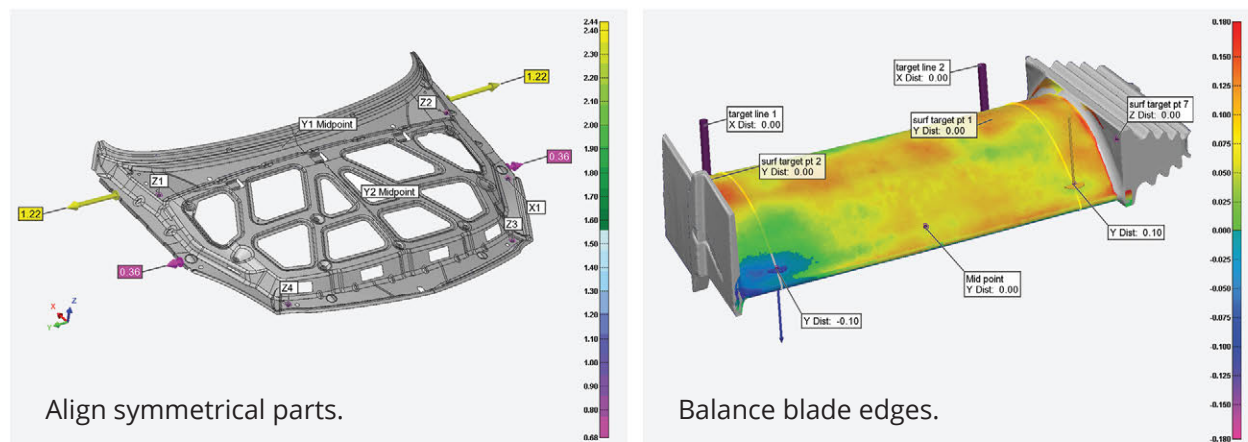 2.44
2.40
2.30
2.20
2.10
2.00
1.90
1.80
1.70
1.60
1.56
1.50
1.40
1.30
1.20
1.10
1.00
0.90
0.80
0.68
1.22
Z2
Y1 Midpoint
0.36
Z1
Y2 Midpoint
X1
1.22
Z3
0.36
Z4
X
Z
Y
Align symmetrical parts.
0.180
0.150
0.125
0.100
0.075
0.050
0.025
0.000
-0.025
-0.050
-0.075
-0.100
-0.125
-0.150
-0.180
target line 2
X Dist: 0.00
target line 1
X Dist: 0.00
surf target pt 7
Z Dist: 0.00
surf target pt 1
Y Dist: 0.00
surf target pt 2
Y Dist: 0.00
Y Dist: 0.10
Mid point
Y Dist: 0.00
Y Dist: -0.10
Balance blade edges.